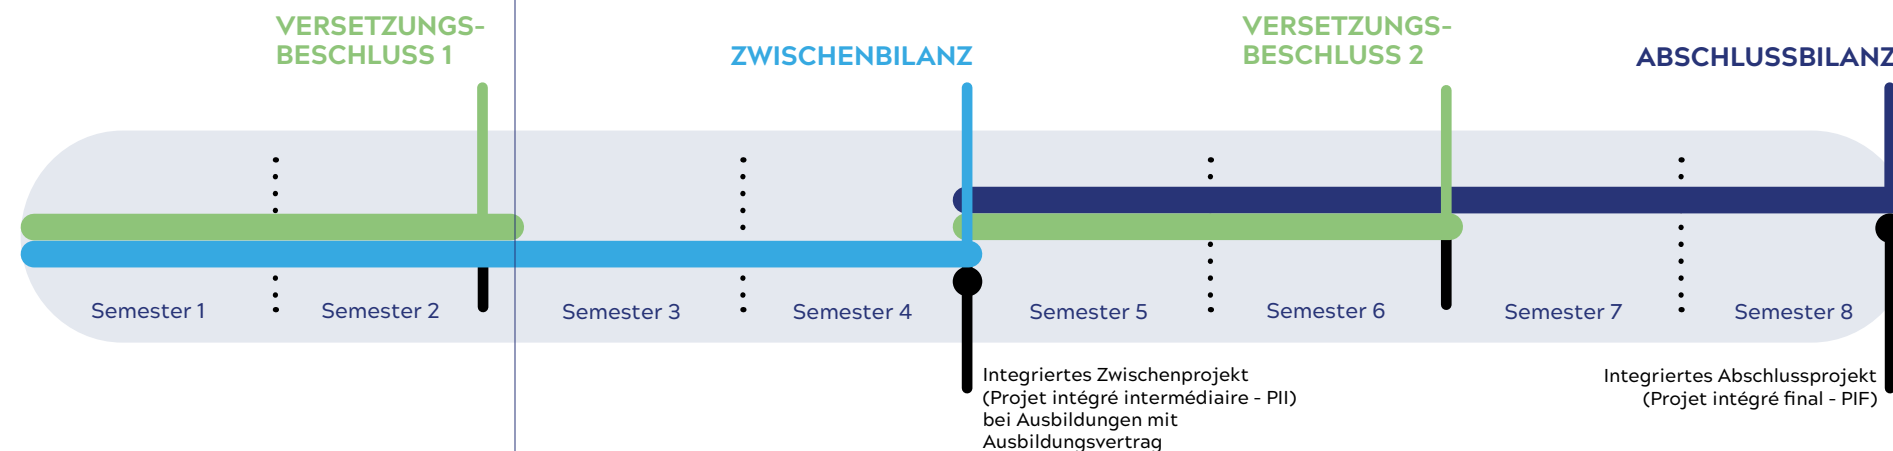 VERSETZUNGS-
BESCHLUSS 1
ZWISCHENBILANZ
VERSETZUNGS-
BESCHLUSS 2
ABSCHLUSSBILANZ
Semester 1
Semester 2
Semester 3
Semester 4
Semester 5
Semester 6
Semester 7
Semester 8
Integriertes Zwischenprojekt
(Projet intégré intermédiaire - PII)
bei Ausbildungen mit
Ausbildungsvertrag
Integriertes Abschlussprojekt
(Projet intégré final - PIF)